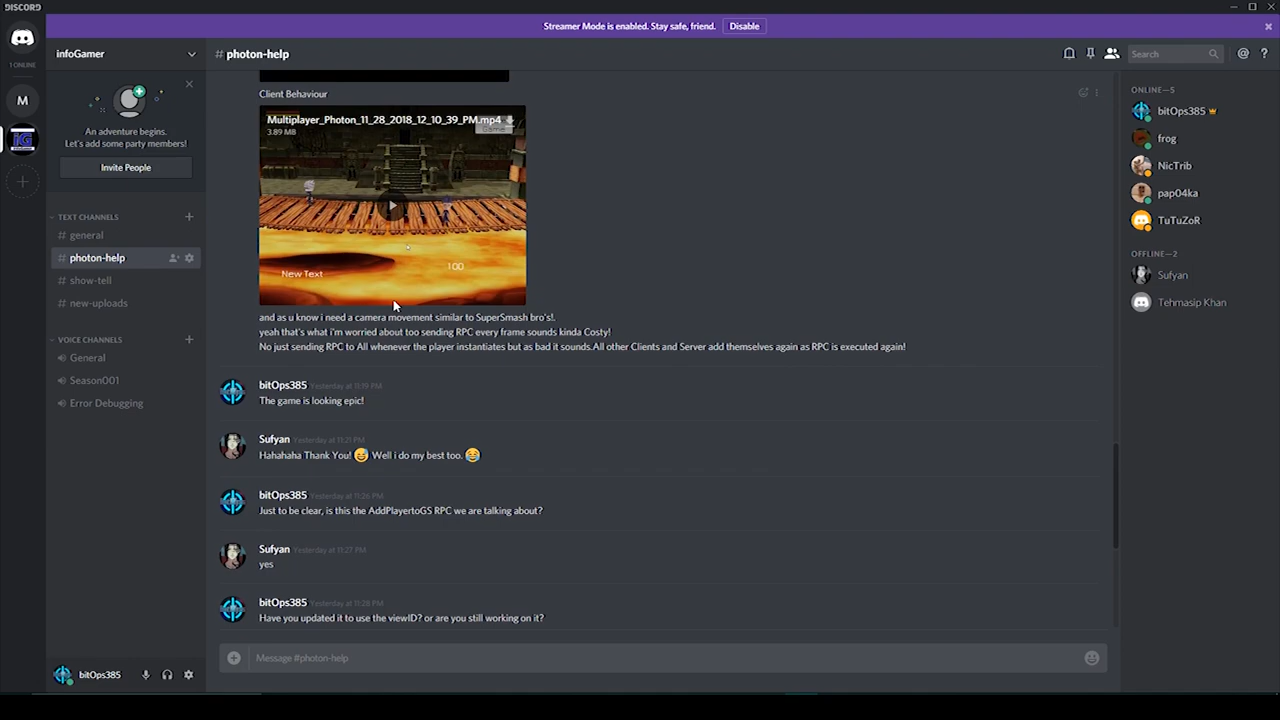 DISCORD
Streamer Mode is enabled. Stay safe, friend.
Disable
1 ONLINE
M
iG
infoGamer
An adventure begins.
Let's add some party members!
Invite People
TEXT CHANNELS
# general
# photon-help
# show-tell
# new-uploads
VOICE CHANNELS
General
Season001
Error Debugging
bitOps385
# photon-help
Search
Client Behaviour
Multiplayer_Photon_11_28_2018_12_10_39_PM.mp4
3.89 MB
Game
New Text
100
and as u know i need a camera movement similar to SuperSmash bro's!.
yeah that's what i'm worried about too sending RPC every frame sounds kinda Costy!
No just sending RPC to All whenever the player instantiates but as bad it sounds.All other Clients and Server add themselves again as RPC is executed again!
bitOps385 Yesterday at 11:19 PM
The game is looking epic!
Sufyan Yesterday at 11:21 PM
Hahahaha Thank You! 😅 Well i do my best too. 😂
bitOps385 Yesterday at 11:26 PM
Just to be clear, is this the AddPlayertoGS RPC we are talking about?
Sufyan Yesterday at 11:27 PM
yes
bitOps385 Yesterday at 11:28 PM
Have you updated it to use the viewID? or are you still working on it?
Message #photon-help
ONLINE—5
bitOps385
frog
NicTrib
pap04ka
TuTuZoR
OFFLINE—2
Sufyan
Tehmasip Khan